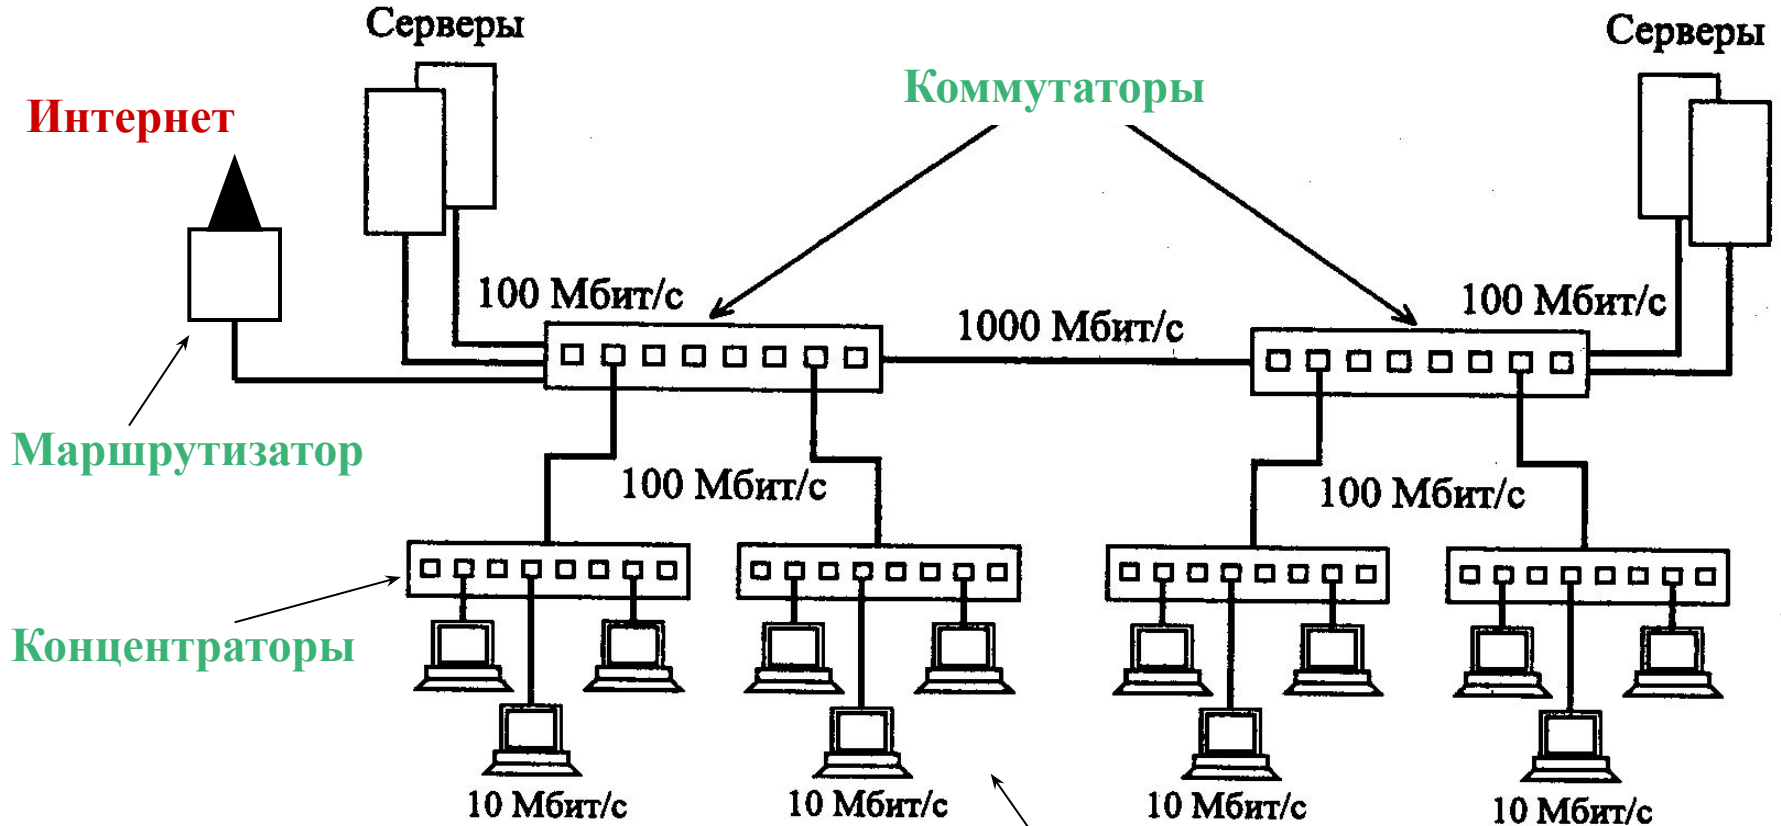 Серверы
Серверы
Коммутаторы
Интернет
100 Мбит/с
1000 Мбит/с
100 Мбит/с
Маршрутизатор
100 Мбит/с
100 Мбит/с
Концентраторы
10 Мбит/с
10 Мбит/с
10 Мбит/с
10 Мбит/с